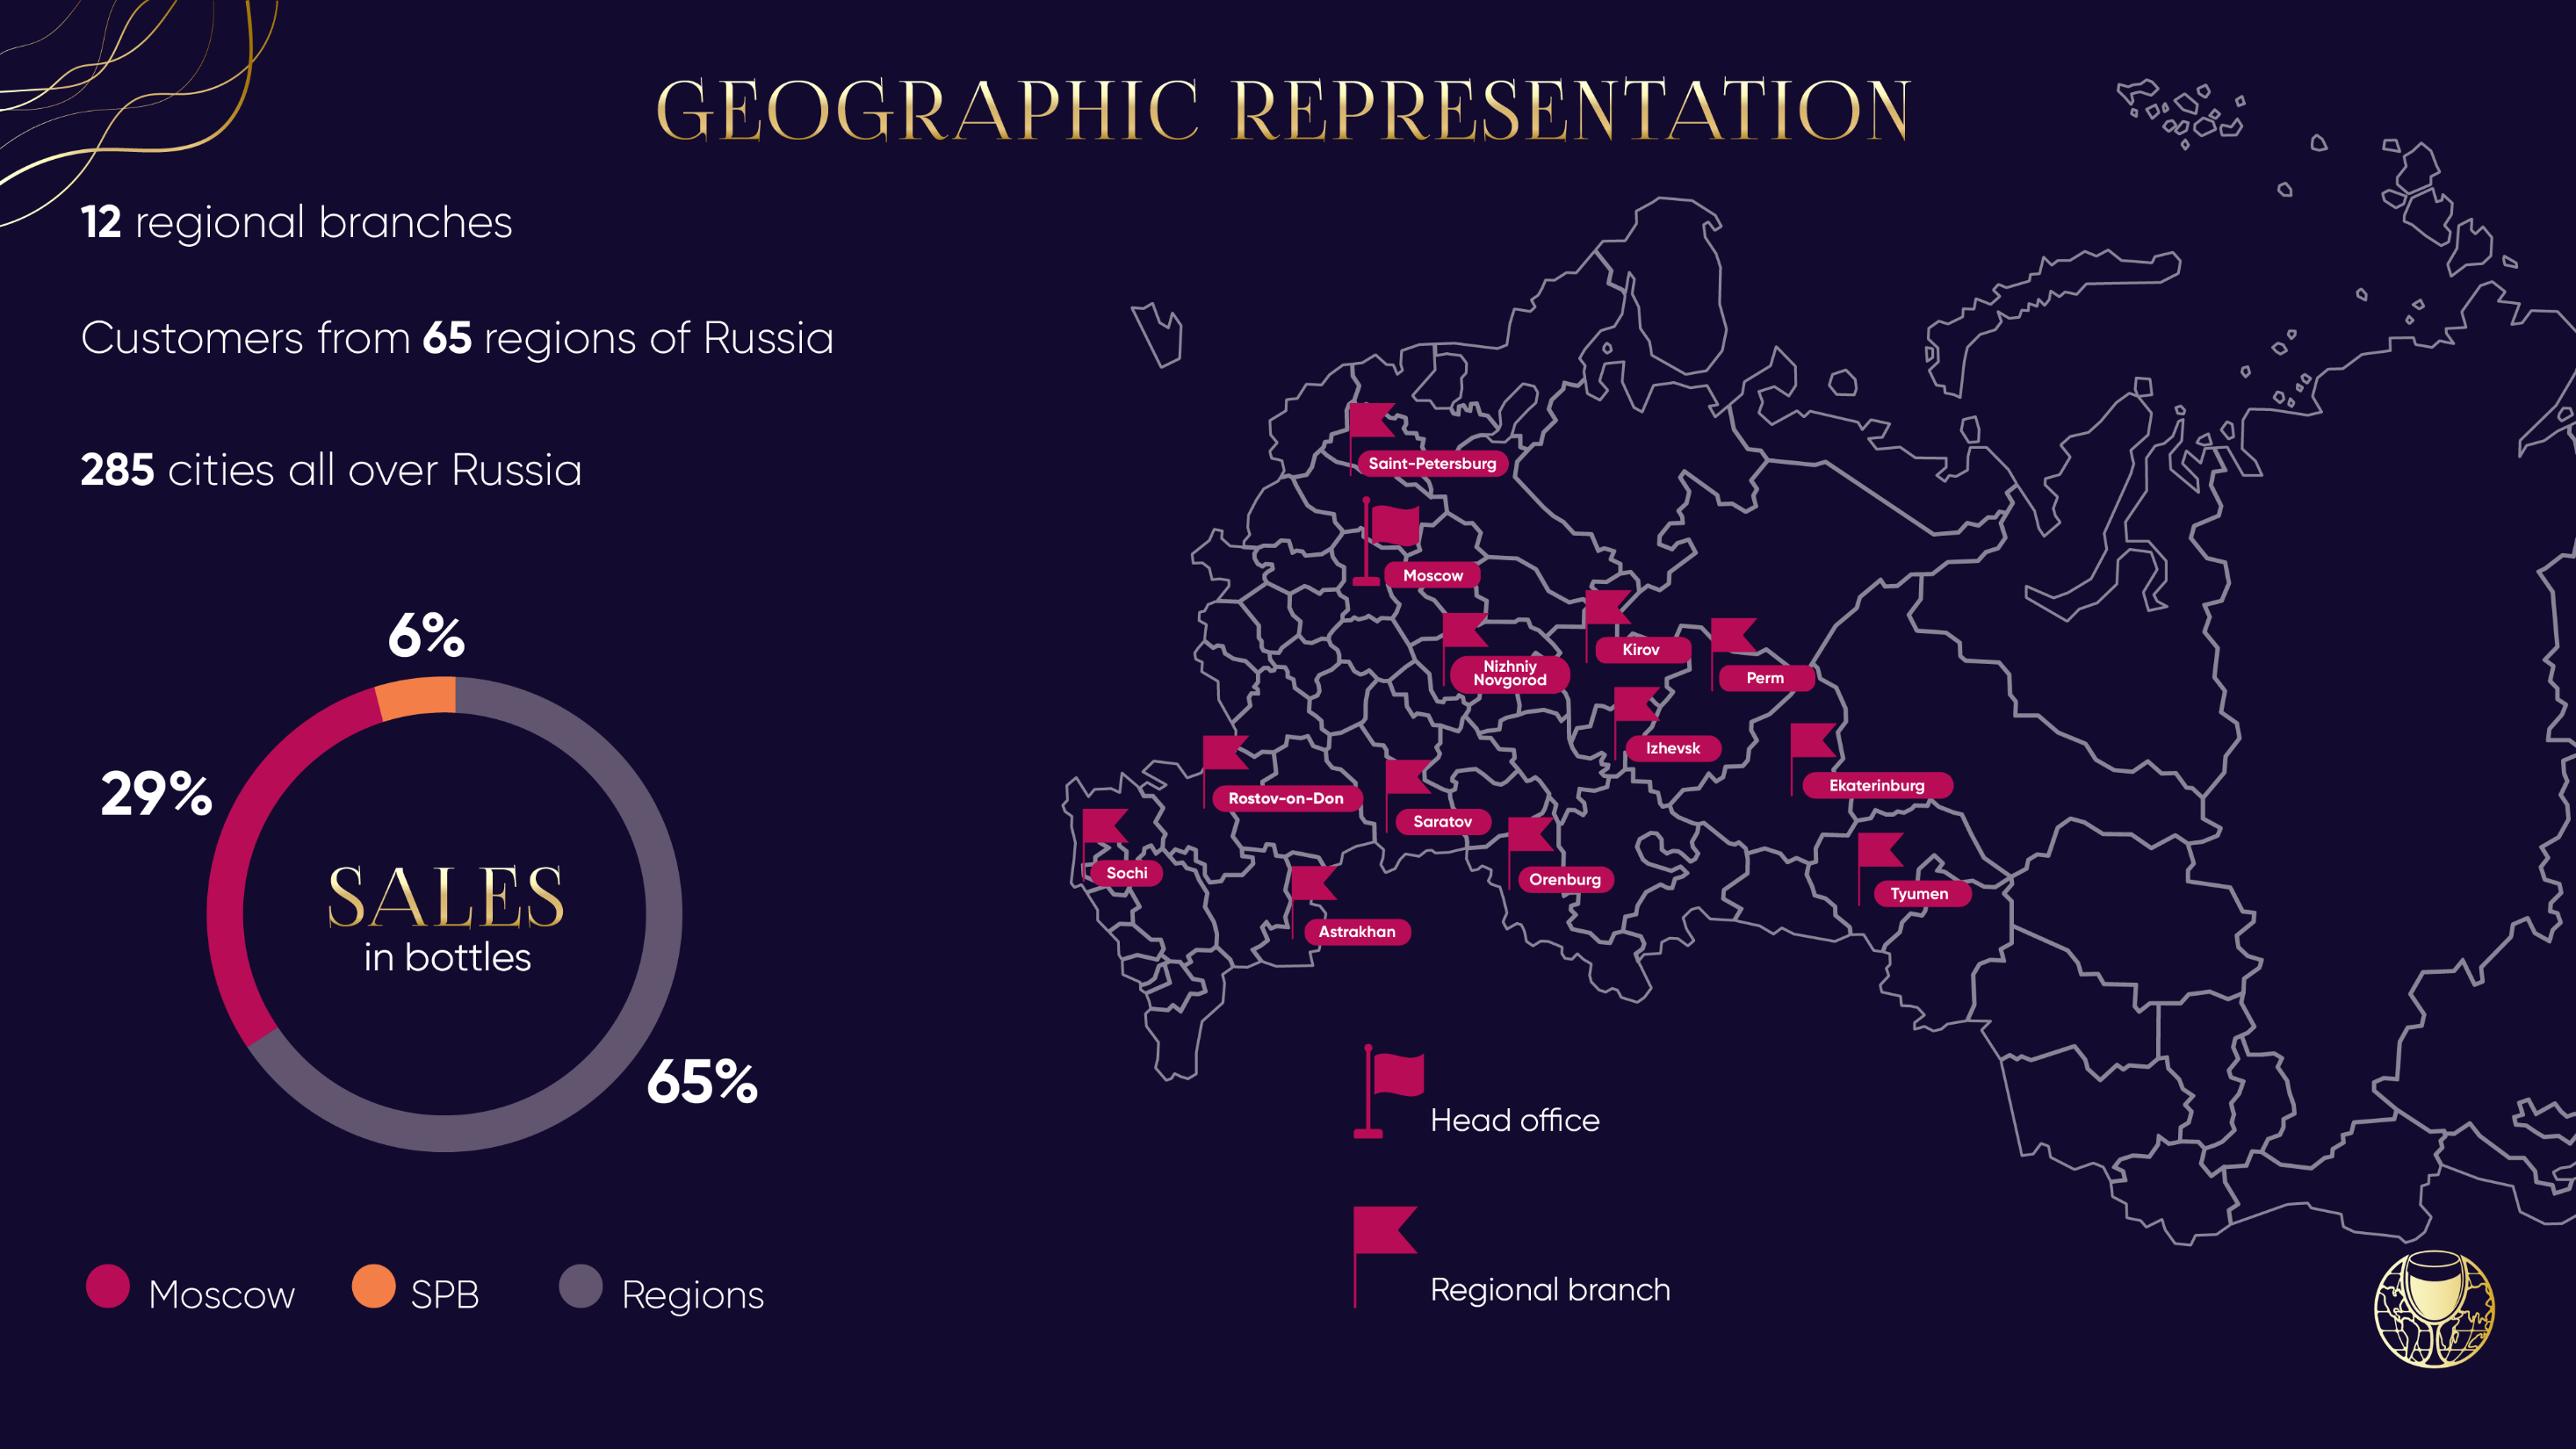 GEOGRAPHIC REPRESENTATION
12 regional branches
Customers from 65 regions of Russia
285 cities all over Russia
6%
29%
65%
SALES
in bottles
Moscow
SPB
Regions
Saint-Petersburg
Moscow
Kirov
Nizhniy
Novgorod
Perm
Izhevsk
Ekaterinburg
Rostov-on-Don
Saratov
Sochi
Orenburg
Tyumen
Astrakhan
Head office
Regional branch